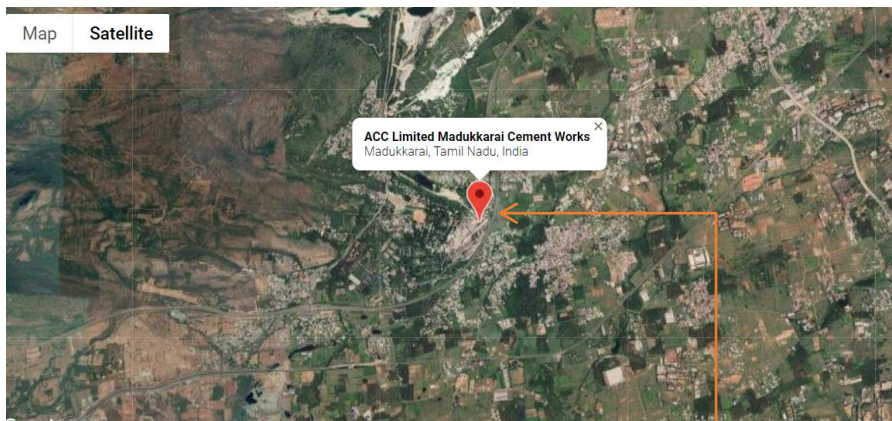 Map Satellite
ACC Limited Madukkarai Cement Works
Madukkarai, Tamil Nadu, India